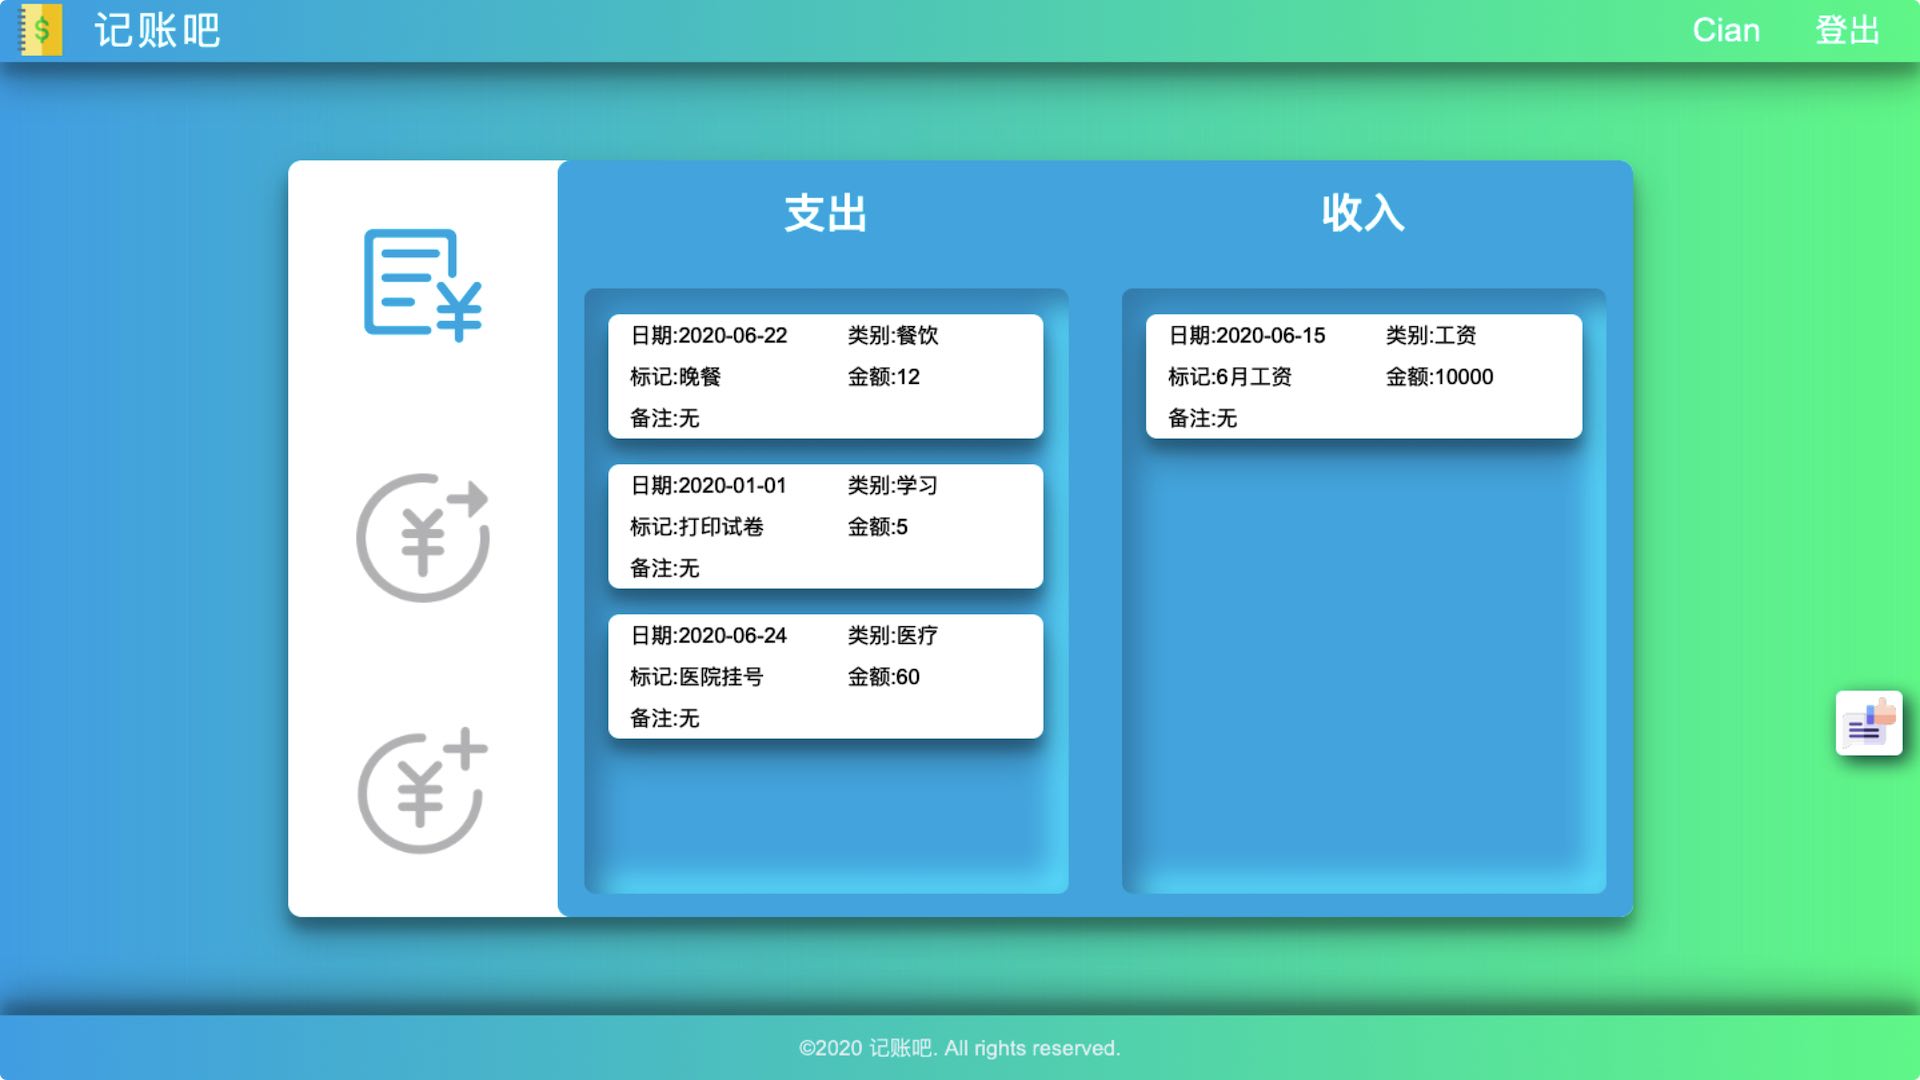 记账吧
Cian 登出
支出
日期:2020-06-22 类别:餐饮
标记:晚餐 金额:12
备注:无
日期:2020-01-01 类别:学习
标记:打印试卷 金额:5
备注:无
日期:2020-06-24 类别:医疗
标记:医院挂号 金额:60
备注:无
收入
日期:2020-06-15 类别:工资
标记:6月工资 金额:10000
备注:无
©2020 记账吧. All rights reserved.